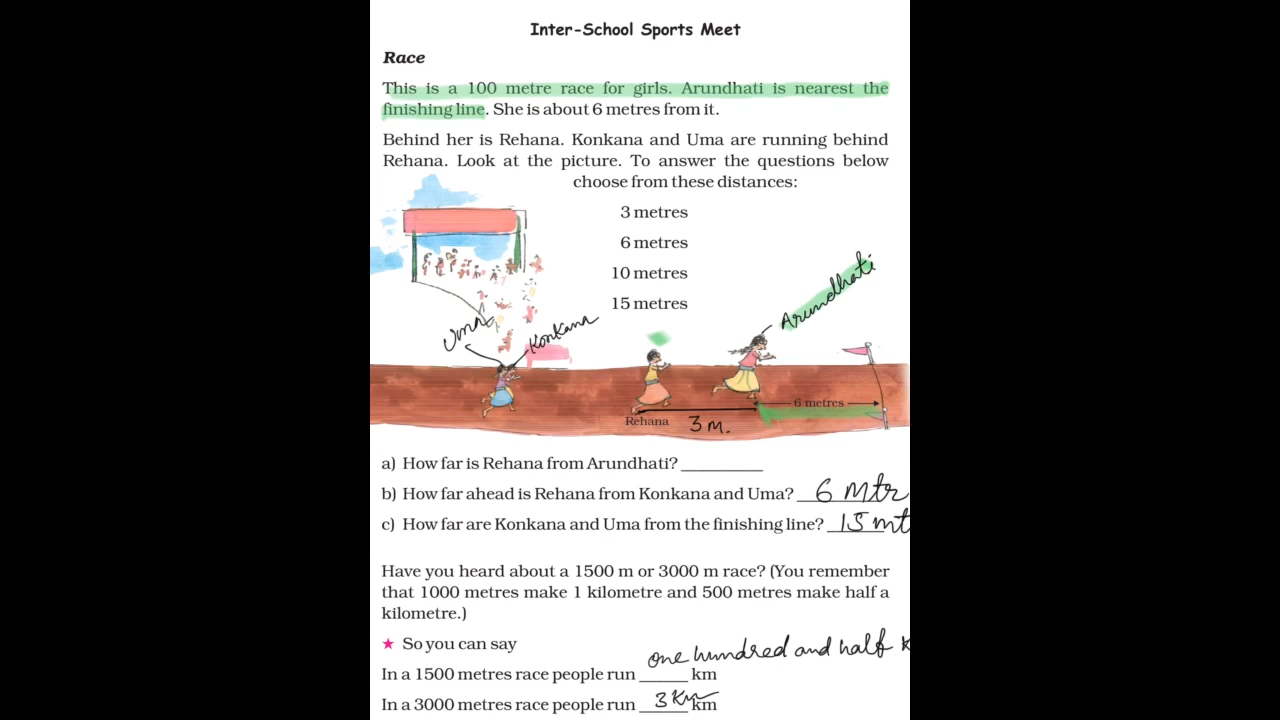 Inter-School Sports Meet
Race
This is a 100 metre race for girls. Arundhati is nearest the
finishing line. She is about 6 metres from it.
Behind her is Rehana. Konkana and Uma are running behind
Rehana. Look at the picture. To answer the questions below
choose from these distances:
3 metres
6 metres
10 metres
15 metres
Arundhati
Uma
Konkana
6 metres
Rehana
3 m.
a) How far is Rehana from Arundhati? __________
b) How far ahead is Rehana from Konkana and Uma? 6 mtr
c) How far are Konkana and Uma from the finishing line? 15 mt
Have you heard about a 1500 m or 3000 m race? (You remember
that 1000 metres make 1 kilometre and 500 metres make half a
kilometre.)
★ So you can say
one hundred and half k
In a 1500 metres race people run ______ km
In a 3000 metres race people run 3 Km km